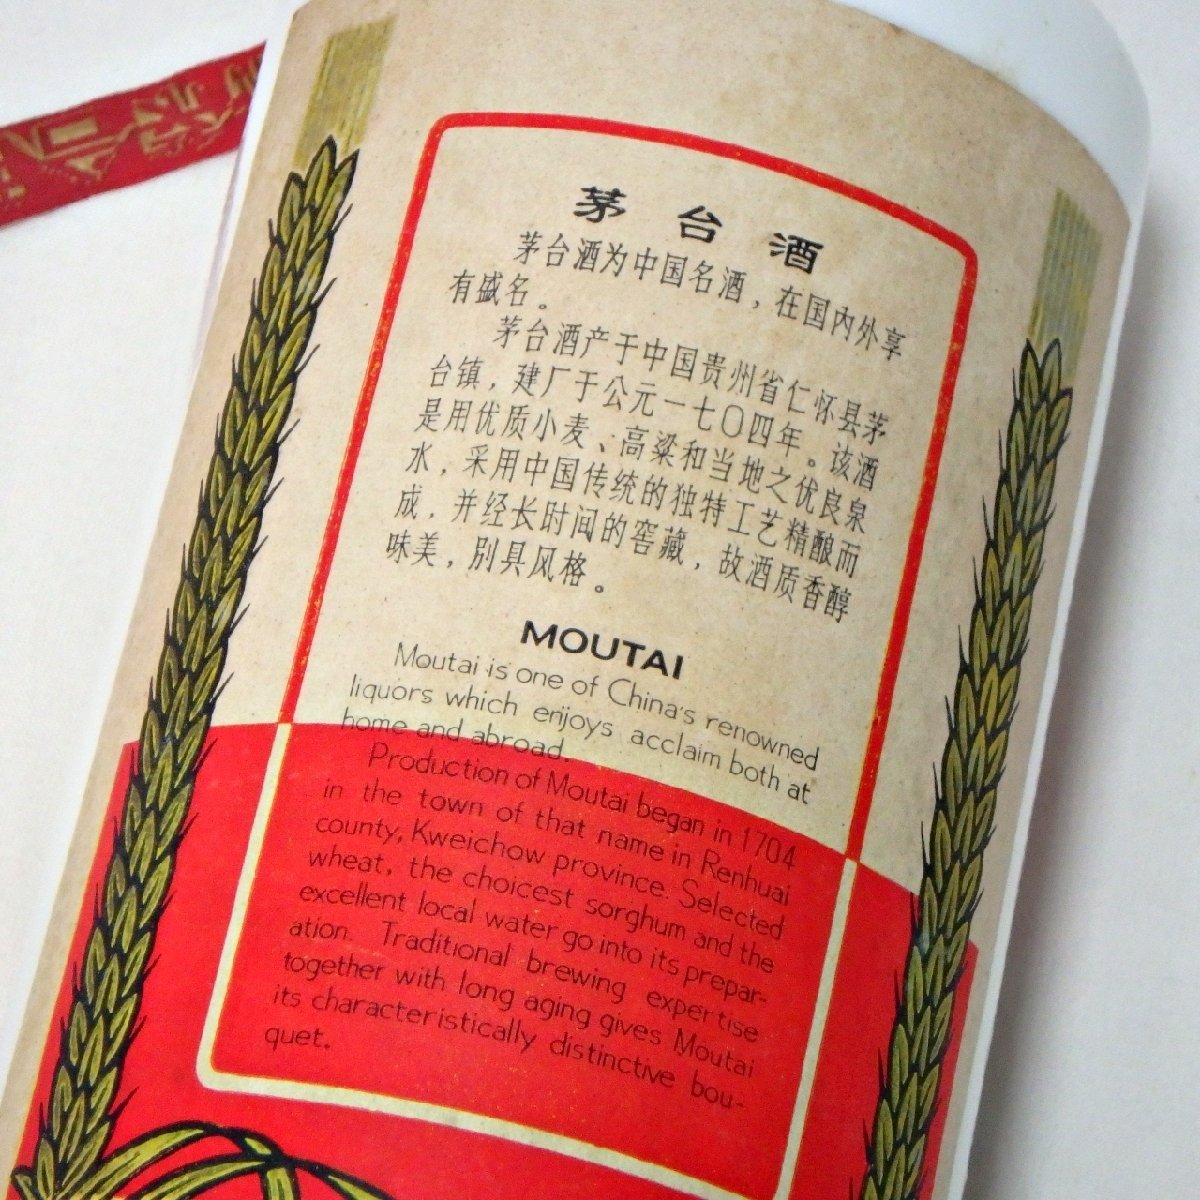 茅台酒
茅台酒为中国名酒，在国内外享
有盛名。
茅台酒产于中国贵州省仁怀县茅
台镇，建厂于公元一七〇四年。该酒
是用优质小麦、高粱和当地之优良泉
水，采用中国传统的独特工艺精酿而
成，并经长时间的窖藏，故酒质香醇
味美，别具风格。
MOUTAI
Moutai is one of China's renowned
liquors which enjoys acclaim both at
home and abroad.
Production of Moutai began in 1704
in the town of that name in Renhuai
county, Kweichow province. Selected
wheat, the choicest sorghum and the
excellent local water go into its prepar-
ation. Traditional brewing expertise
together with long aging gives Moutai
its characteristically distinctive bou-
quet.